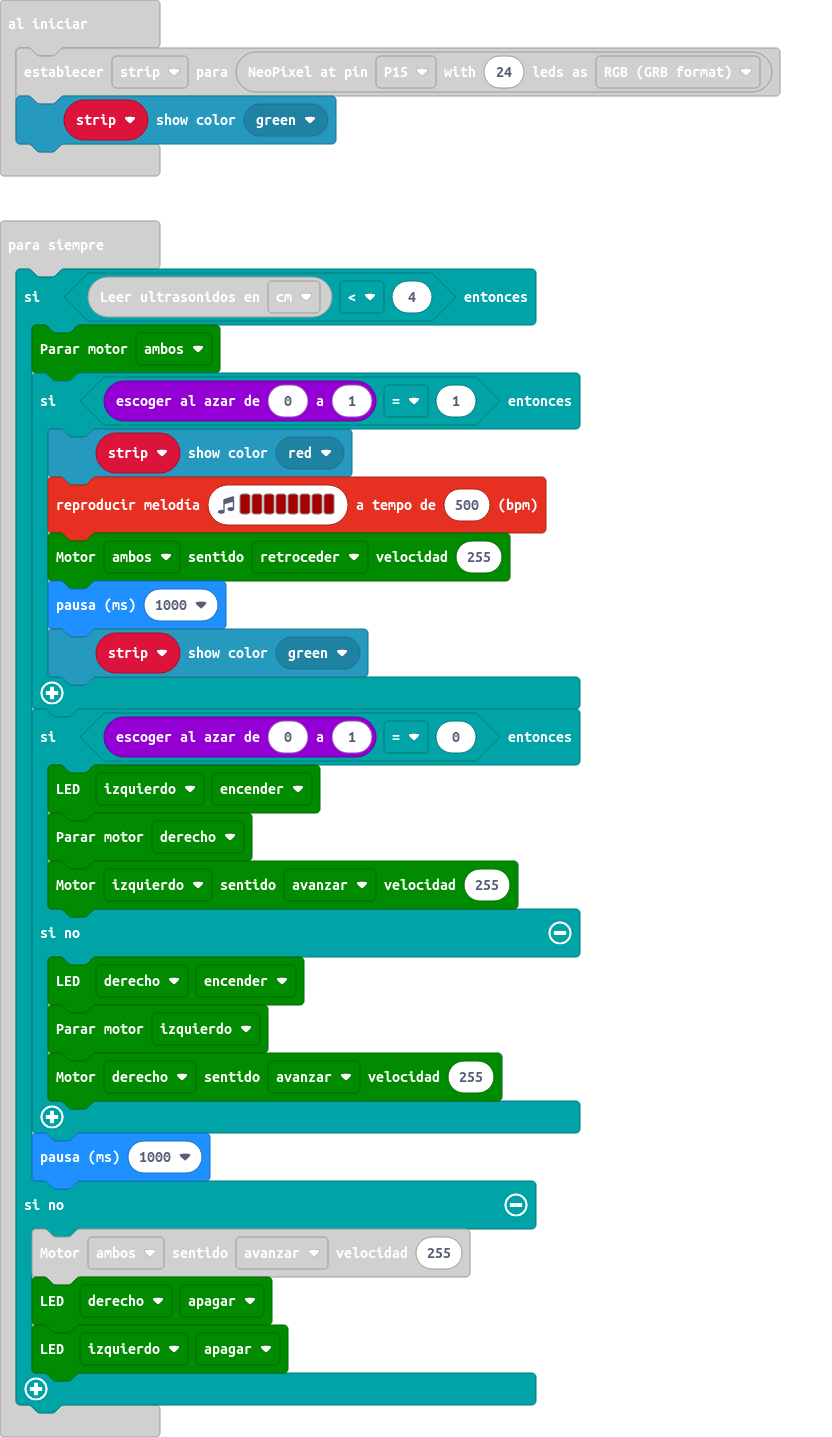 al iniciar
establecer strip para NeoPixel at pin P15 with 24 leds as RGB (GRB format)
strip show color green
para siempre
si Leer ultrasonidos en cm < 4 entonces
Parar motor ambos
si escoger al azar de 0 a 1 = 1 entonces
strip show color red
reproducir melodía a tempo de 500 (bpm)
Motor ambos sentido retroceder velocidad 255
pausa (ms) 1000
strip show color green
si escoger al azar de 0 a 1 = 0 entonces
LED izquierdo encender
Parar motor derecho
Motor izquierdo sentido avanzar velocidad 255
si no
LED derecho encender
Parar motor izquierdo
Motor derecho sentido avanzar velocidad 255
pausa (ms) 1000
si no
Motor ambos sentido avanzar velocidad 255
LED derecho apagar
LED izquierdo apagar